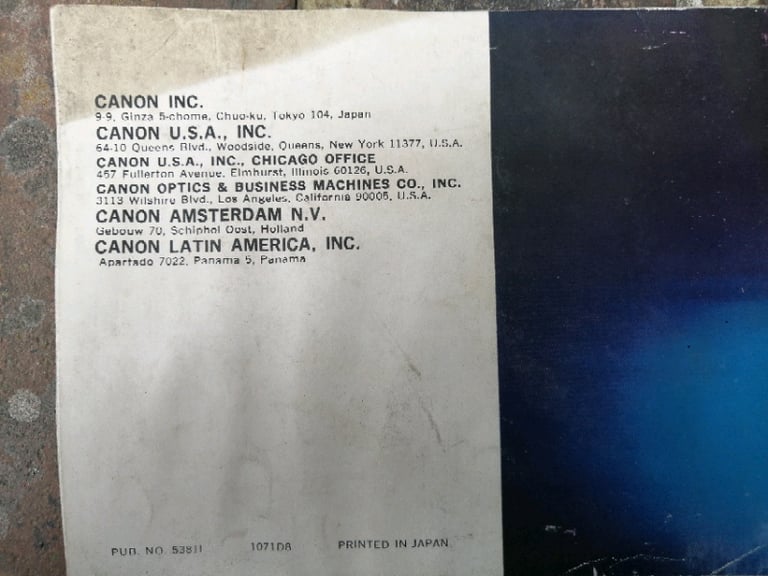 CANON INC.
9-9, Ginza 5-chome, Chuo-ku, Tokyo 104, Japan
CANON U.S.A., INC.
64-10 Queens Blvd., Woodside, Queens, New York 11377, U.S.A.
CANON U.S.A., INC., CHICAGO OFFICE
457 Fullerton Avenue, Elmhurst, Illinois 60126, U.S.A.
CANON OPTICS & BUSINESS MACHINES CO., INC.
3113 Wilshire Blvd., Los Angeles, California 90005, U.S.A.
CANON AMSTERDAM N.V.
Gebouw 70, Schiphol Oost, Holland
CANON LATIN AMERICA, INC.
Apartado 7022, Panama 5, Panama
PUB. NO. 53811 1071D8 PRINTED IN JAPAN